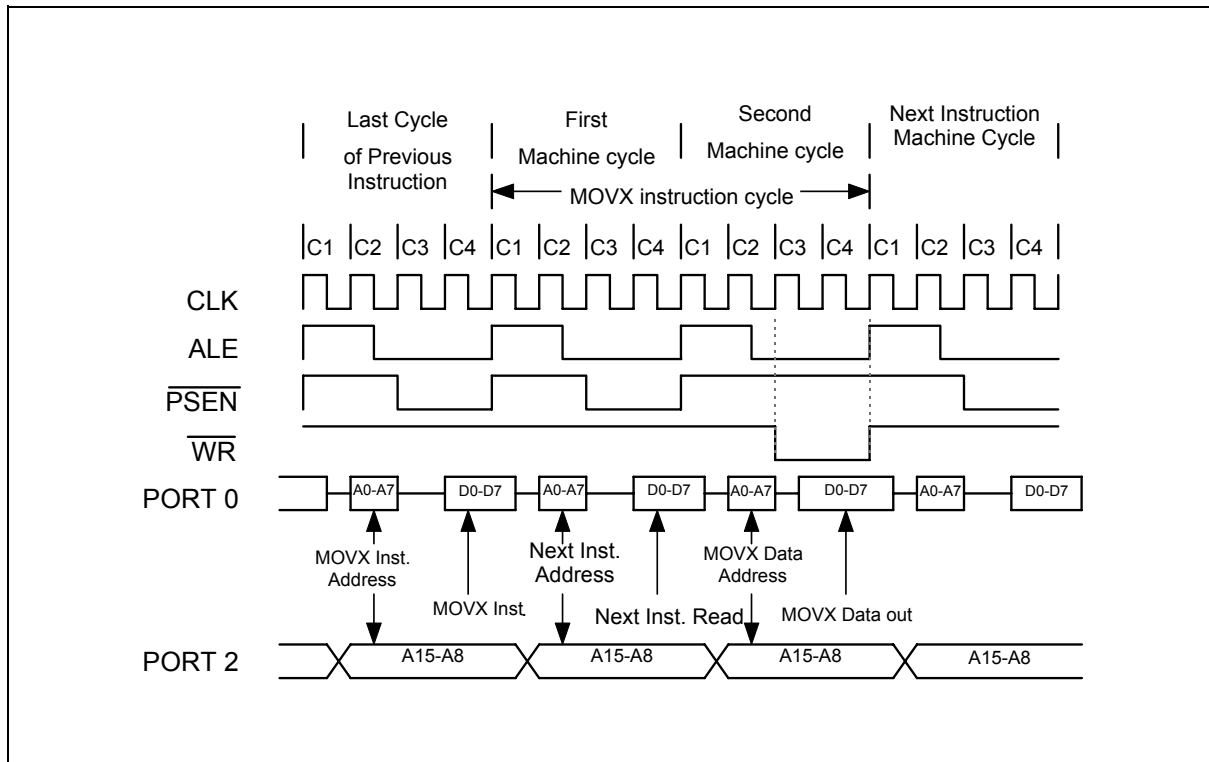 Last Cycle
of Previous
Instruction
First
Machine cycle
Second
Machine cycle
Next Instruction
Machine Cycle
MOVX instruction cycle
C1 C2 C3 C4 C1 C2 C3 C4 C1 C2 C3 C4 C1 C2 C3 C4
CLK
ALE
PSEN
WR
PORT 0
A0-A7 D0-D7 A0-A7 D0-D7 A0-A7 D0-D7 A0-A7 D0-D7
MOVX Inst.
Address
MOVX Inst.
Next Inst.
Address
Next Inst. Read
MOVX Data
Address
MOVX Data out
PORT 2
A15-A8 A15-A8 A15-A8 A15-A8